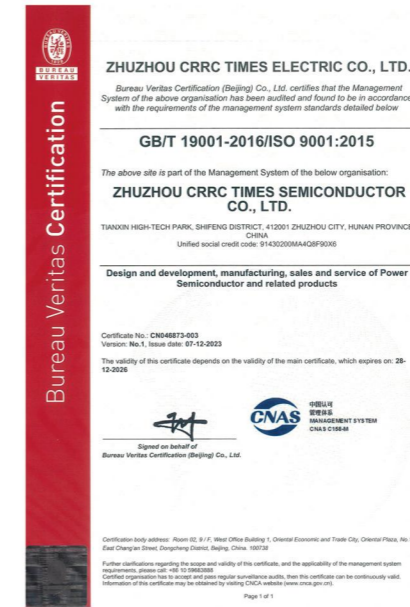 BUREAU
VERITAS
Bureau Veritas Certification
ZHUZHOU CRRC TIMES ELECTRIC CO., LTD.
Bureau Veritas Certification (Beijing) Co., Ltd. certifies that the Management
System of the above organisation has been audited and found to be in accordance
with the requirements of the management system standards detailed below
GB/T 19001-2016/ISO 9001:2015
The above site is part of the Management System of the below organisation:
ZHUZHOU CRRC TIMES SEMICONDUCTOR
CO., LTD.
TIANXIN HIGH-TECH PARK, SHIFENG DISTRICT, 412001 ZHUZHOU CITY, HUNAN PROVINCE
CHINA
Unified social credit code: 91430200MA4Q8F90X6
Design and development, manufacturing, sales and service of Power
Semiconductor and related products
Certificate No.: CN046873-003
Version: No.1, Issue date: 07-12-2023
The validity of this certificate depends on the validity of the main certificate, which expires on: 28-
12-2026
CNAS
中国认可
管理体系
MANAGEMENT SYSTEM
CNAS C158-M
Signed on behalf of
Bureau Veritas Certification (Beijing) Co., Ltd.
Certification body address: Room 02, 9 / F, West Office Building 1, Oriental Economic and Trade City, Oriental Plaza, No
East Chang'an Street, Dongcheng District, Beijing, China. 100738
Further clarifications regarding the scope and validity of this certificate, and the applicability of the management system
requirements, please call: +86 10 59663888
Certified organisation has to accept and pass regular surveillance audits, then this certificate can be continuously valid.
Information of this certificate may be obtained by visiting CNCA website (www.cnca.gov.cn).
Page 1 of 1